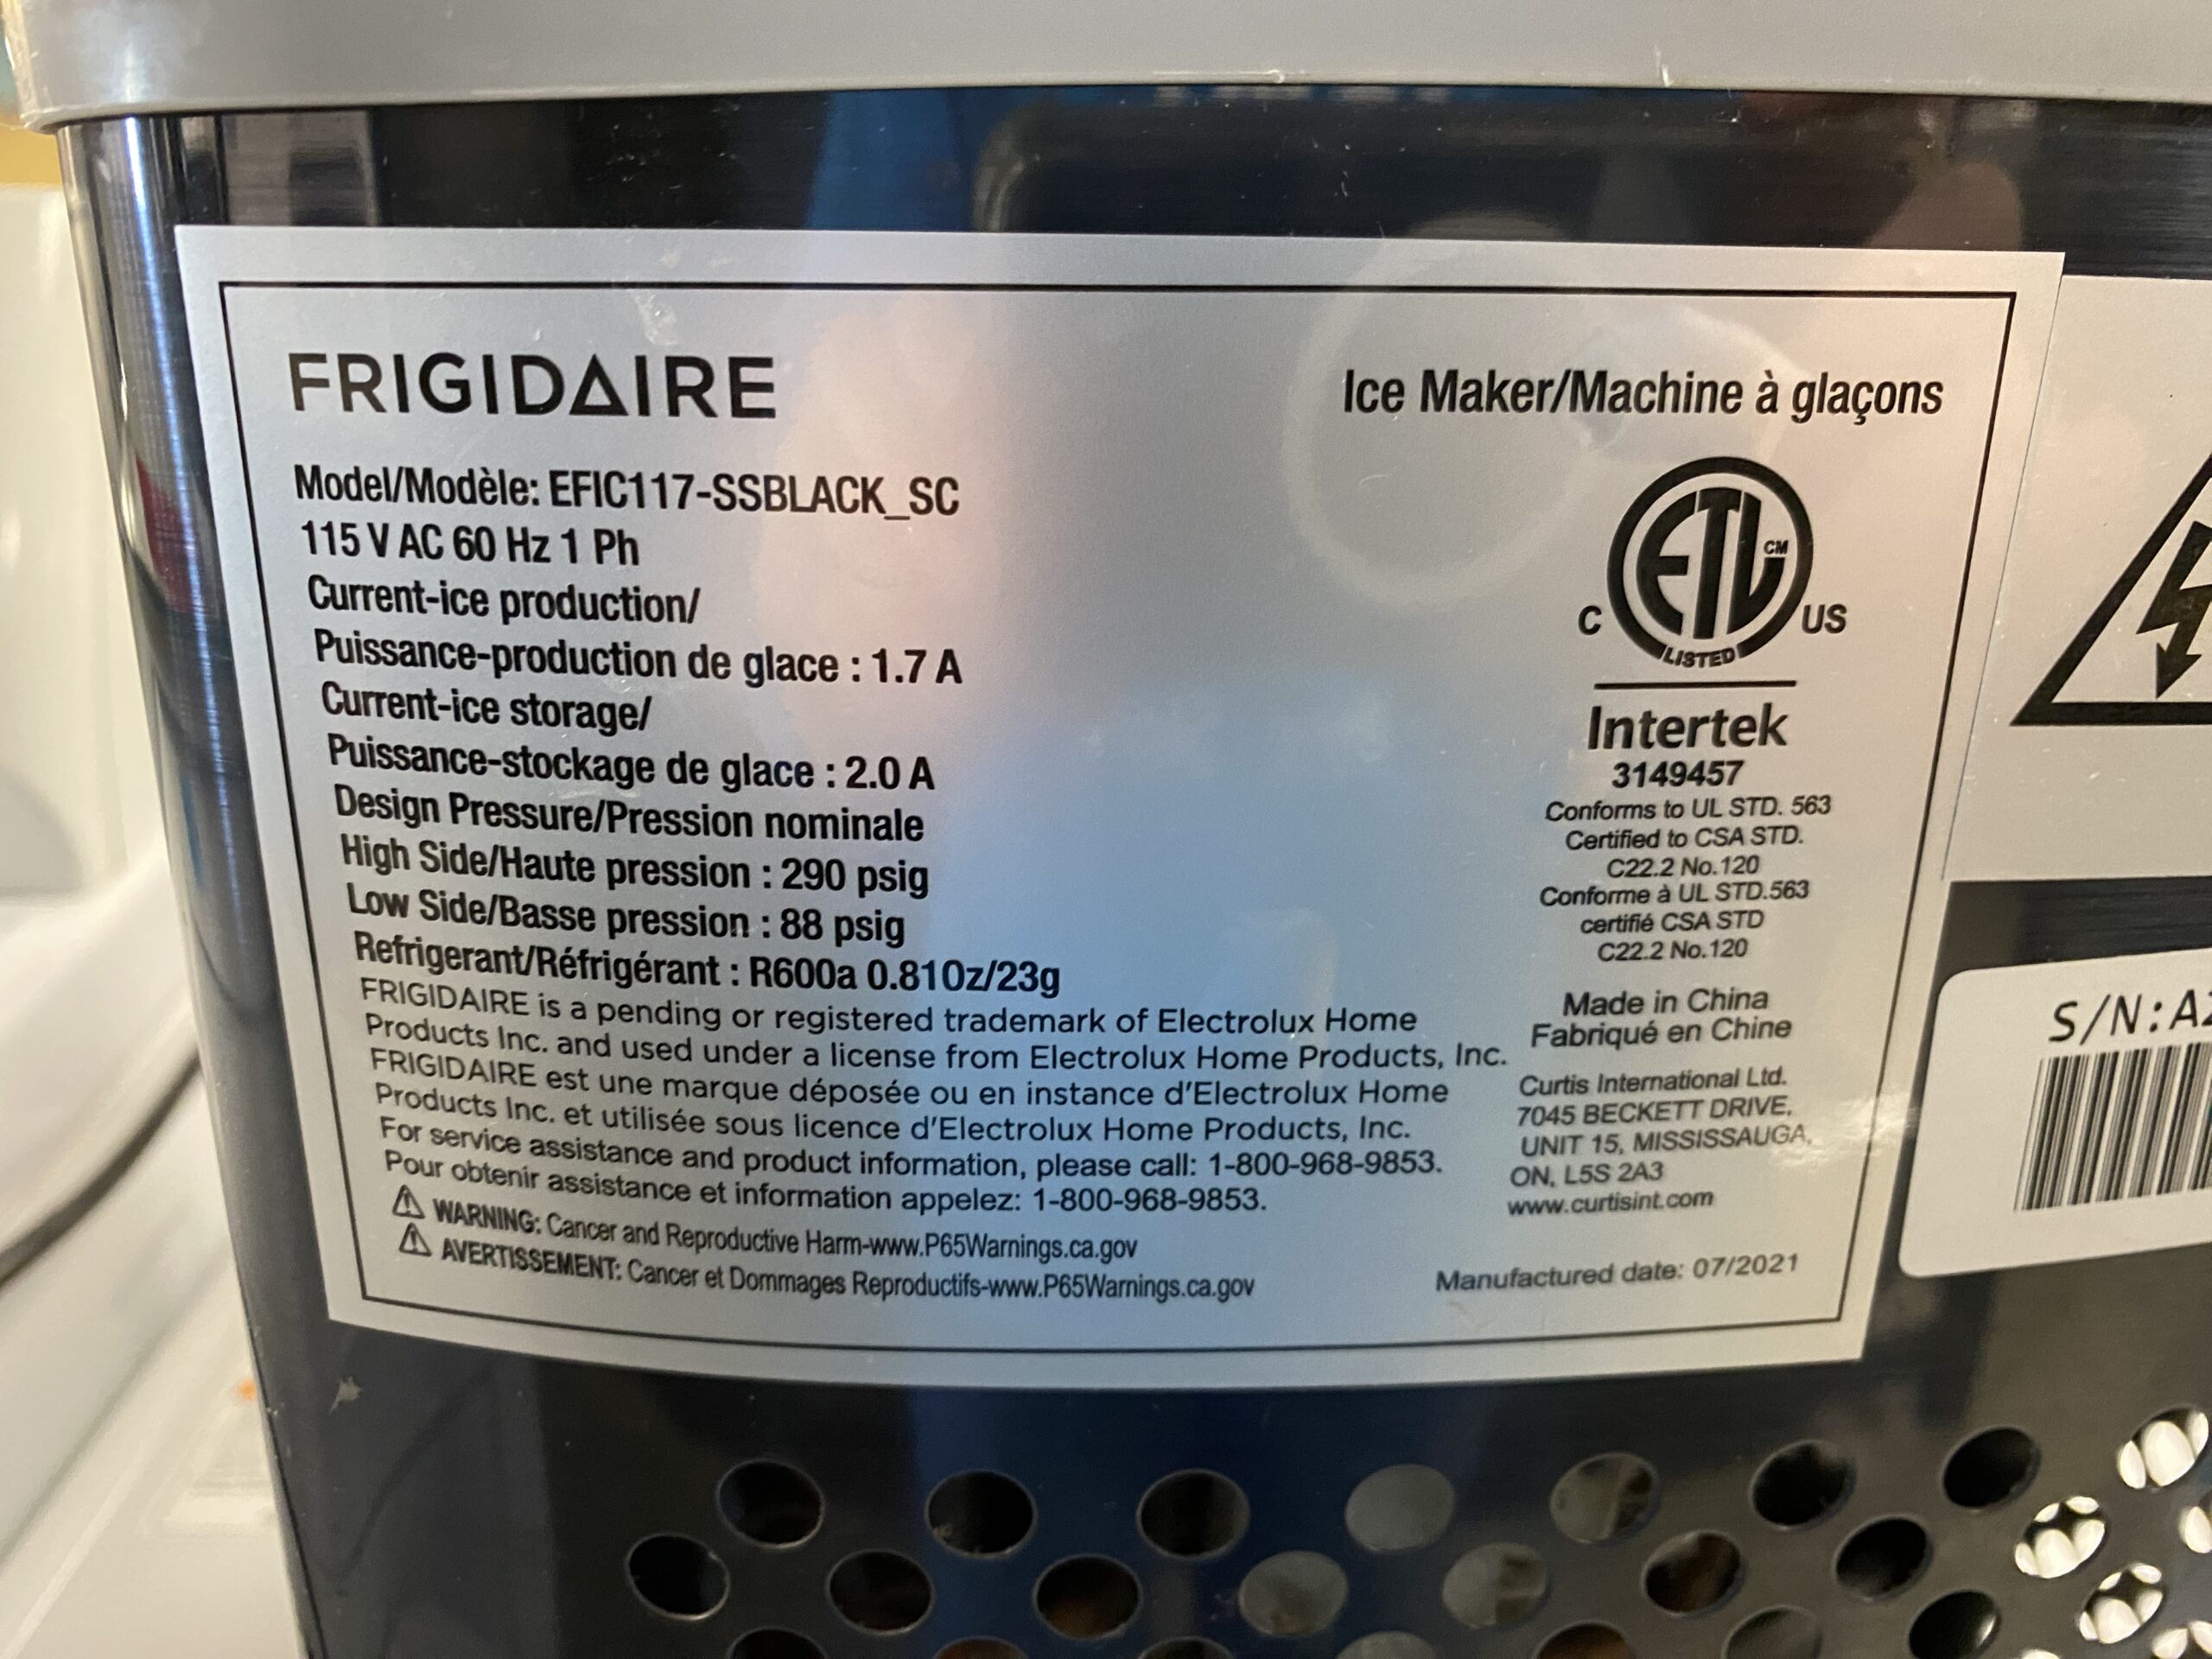 FRIGIDAIRE
Ice Maker/Machine à glaçons
Model/Modèle: EFIC117-SSBLACK_SC
115 V AC 60 Hz 1 Ph
Current-ice production/
Puissance-production de glace : 1.7 A
Current-ice storage/
Puissance-stockage de glace : 2.0 A
Design Pressure/Pression nominale
High Side/Haute pression : 290 psig
Low Side/Basse pression : 88 psig
Refrigerant/Réfrigérant : R600a 0.81Oz/23g
FRIGIDAIRE is a pending or registered trademark of Electrolux Home
Products Inc. and used under a license from Electrolux Home Products, Inc.
FRIGIDAIRE est une marque déposée ou en instance d'Electrolux Home
Products Inc. et utilisée sous licence d'Electrolux Home Products, Inc.
For service assistance and product information, please call: 1-800-968-9853.
Pour obtenir assistance et information appelez: 1-800-968-9853.
WARNING: Cancer and Reproductive Harm-www.P65Warnings.ca.gov
AVERTISSEMENT: Cancer et Dommages Reproductifs-www.P65Warnings.ca.gov
ETL CM
C US
LISTED
Intertek
3149457
Conforms to UL STD. 563
Certified to CSA STD.
C22.2 No.120
Conforme à UL STD.563
certifié CSA STD
C22.2 No.120
Made in China
Fabriqué en Chine
Curtis International Ltd.
7045 BECKETT DRIVE,
UNIT 15, MISSISSAUGA,
ON, L5S 2A3
www.curtisint.com
Manufactured date: 07/2021
S/N:A